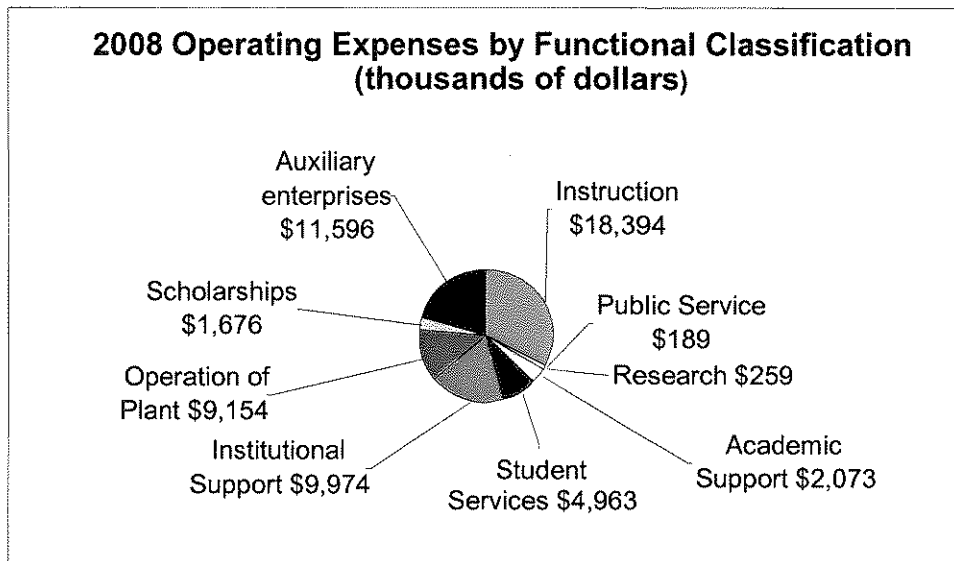 2008 Operating Expenses by Functional Classification
(thousands of dollars)
Auxiliary
enterprises
$11,596
Instruction
$18,394
Scholarships
$1,676
Public Service
$189
Research $259
Operation of
Plant $9,154
Institutional
Support $9,974
Student
Services $4,963
Academic
Support $2,073